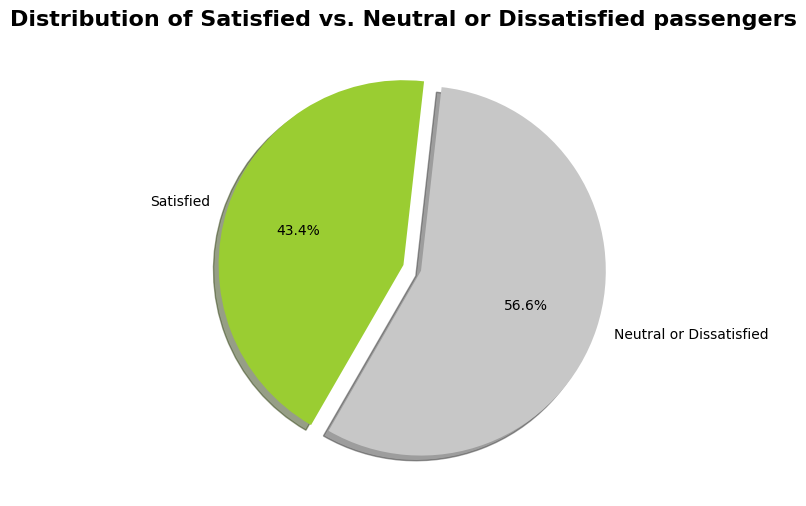 Distribution of Satisfied vs. Neutral or Dissatisfied passengers
Satisfied
43.4%
56.6%
Neutral or Dissatisfied